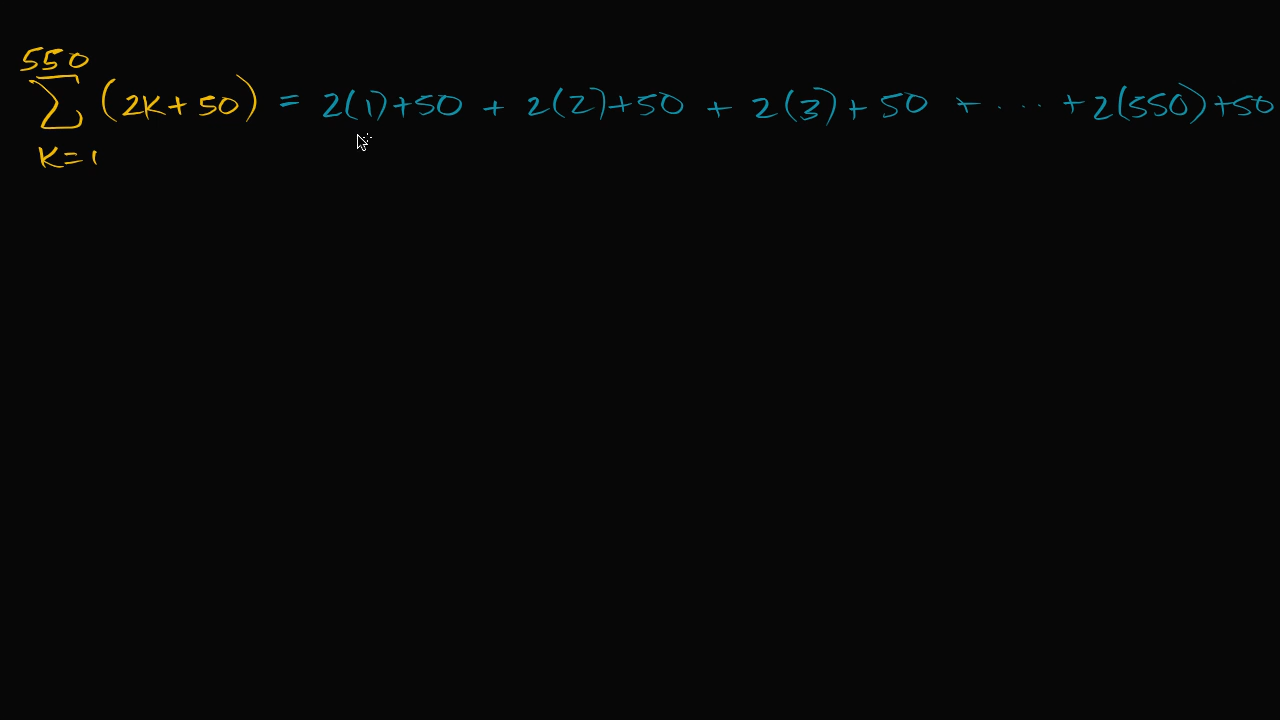 550
∑ (2K+50) = 2(1)+50 + 2(2)+50 + 2(3)+50 + ... +2(550)+50
K=1